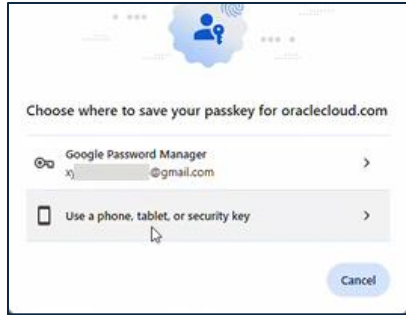 Choose where to save your passkey for oraclecloud.com
Google Password Manager
xy @gmail.com
Use a phone, tablet, or security key
Cancel